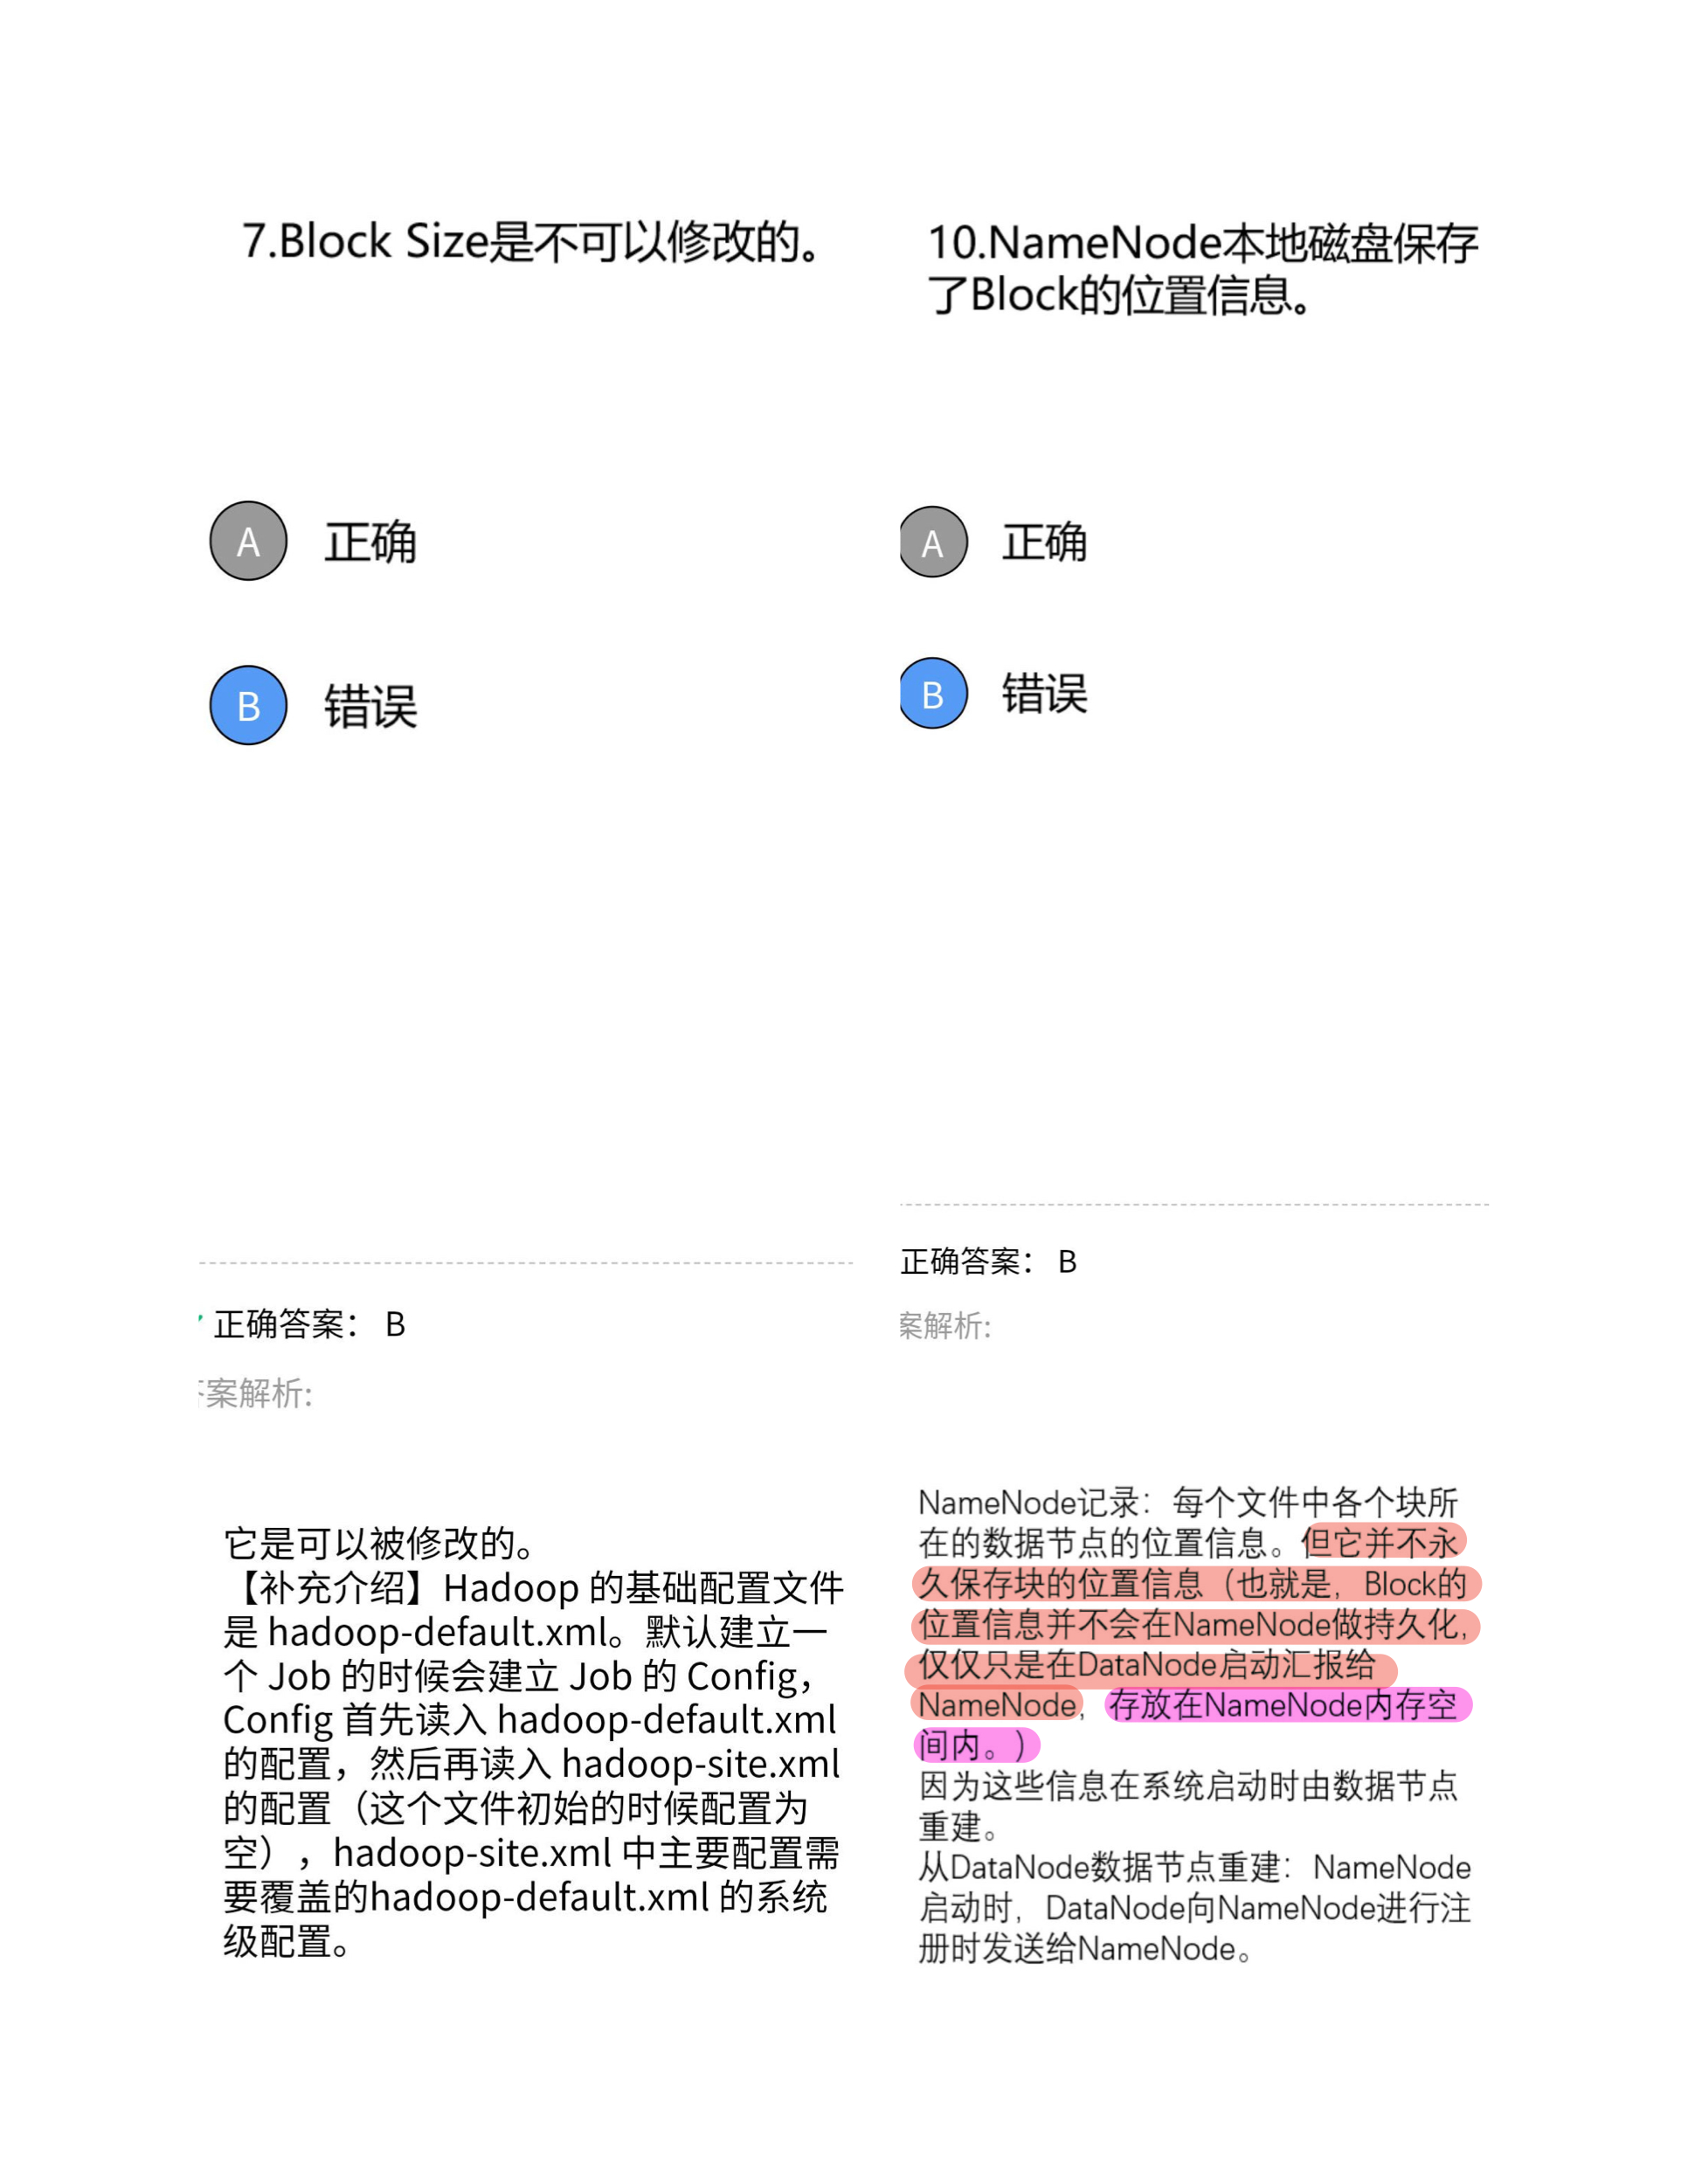 7.Block Size是不可以修改的。
A 正确
B 错误
正确答案： B
答案解析:
它是可以被修改的。
【补充介绍】Hadoop 的基础配置文件
是 hadoop-default.xml。默认建立一
个 Job 的时候会建立 Job 的 Config，
Config 首先读入 hadoop-default.xml
的配置，然后再读入 hadoop-site.xml
的配置（这个文件初始的时候配置为
空），hadoop-site.xml 中主要配置需
要覆盖的hadoop-default.xml 的系统
级配置。
10.NameNode本地磁盘保存
了Block的位置信息。
A 正确
B 错误
正确答案： B
案解析:
NameNode记录：每个文件中各个块所
在的数据节点的位置信息。但它并不永
久保存块的位置信息（也就是，Block的
位置信息并不会在NameNode做持久化，
仅仅只是在DataNode启动汇报给
NameNode，存放在NameNode内存空
间内。）
因为这些信息在系统启动时由数据节点
重建。
从DataNode数据节点重建：NameNode
启动时，DataNode向NameNode进行注
册时发送给NameNode。